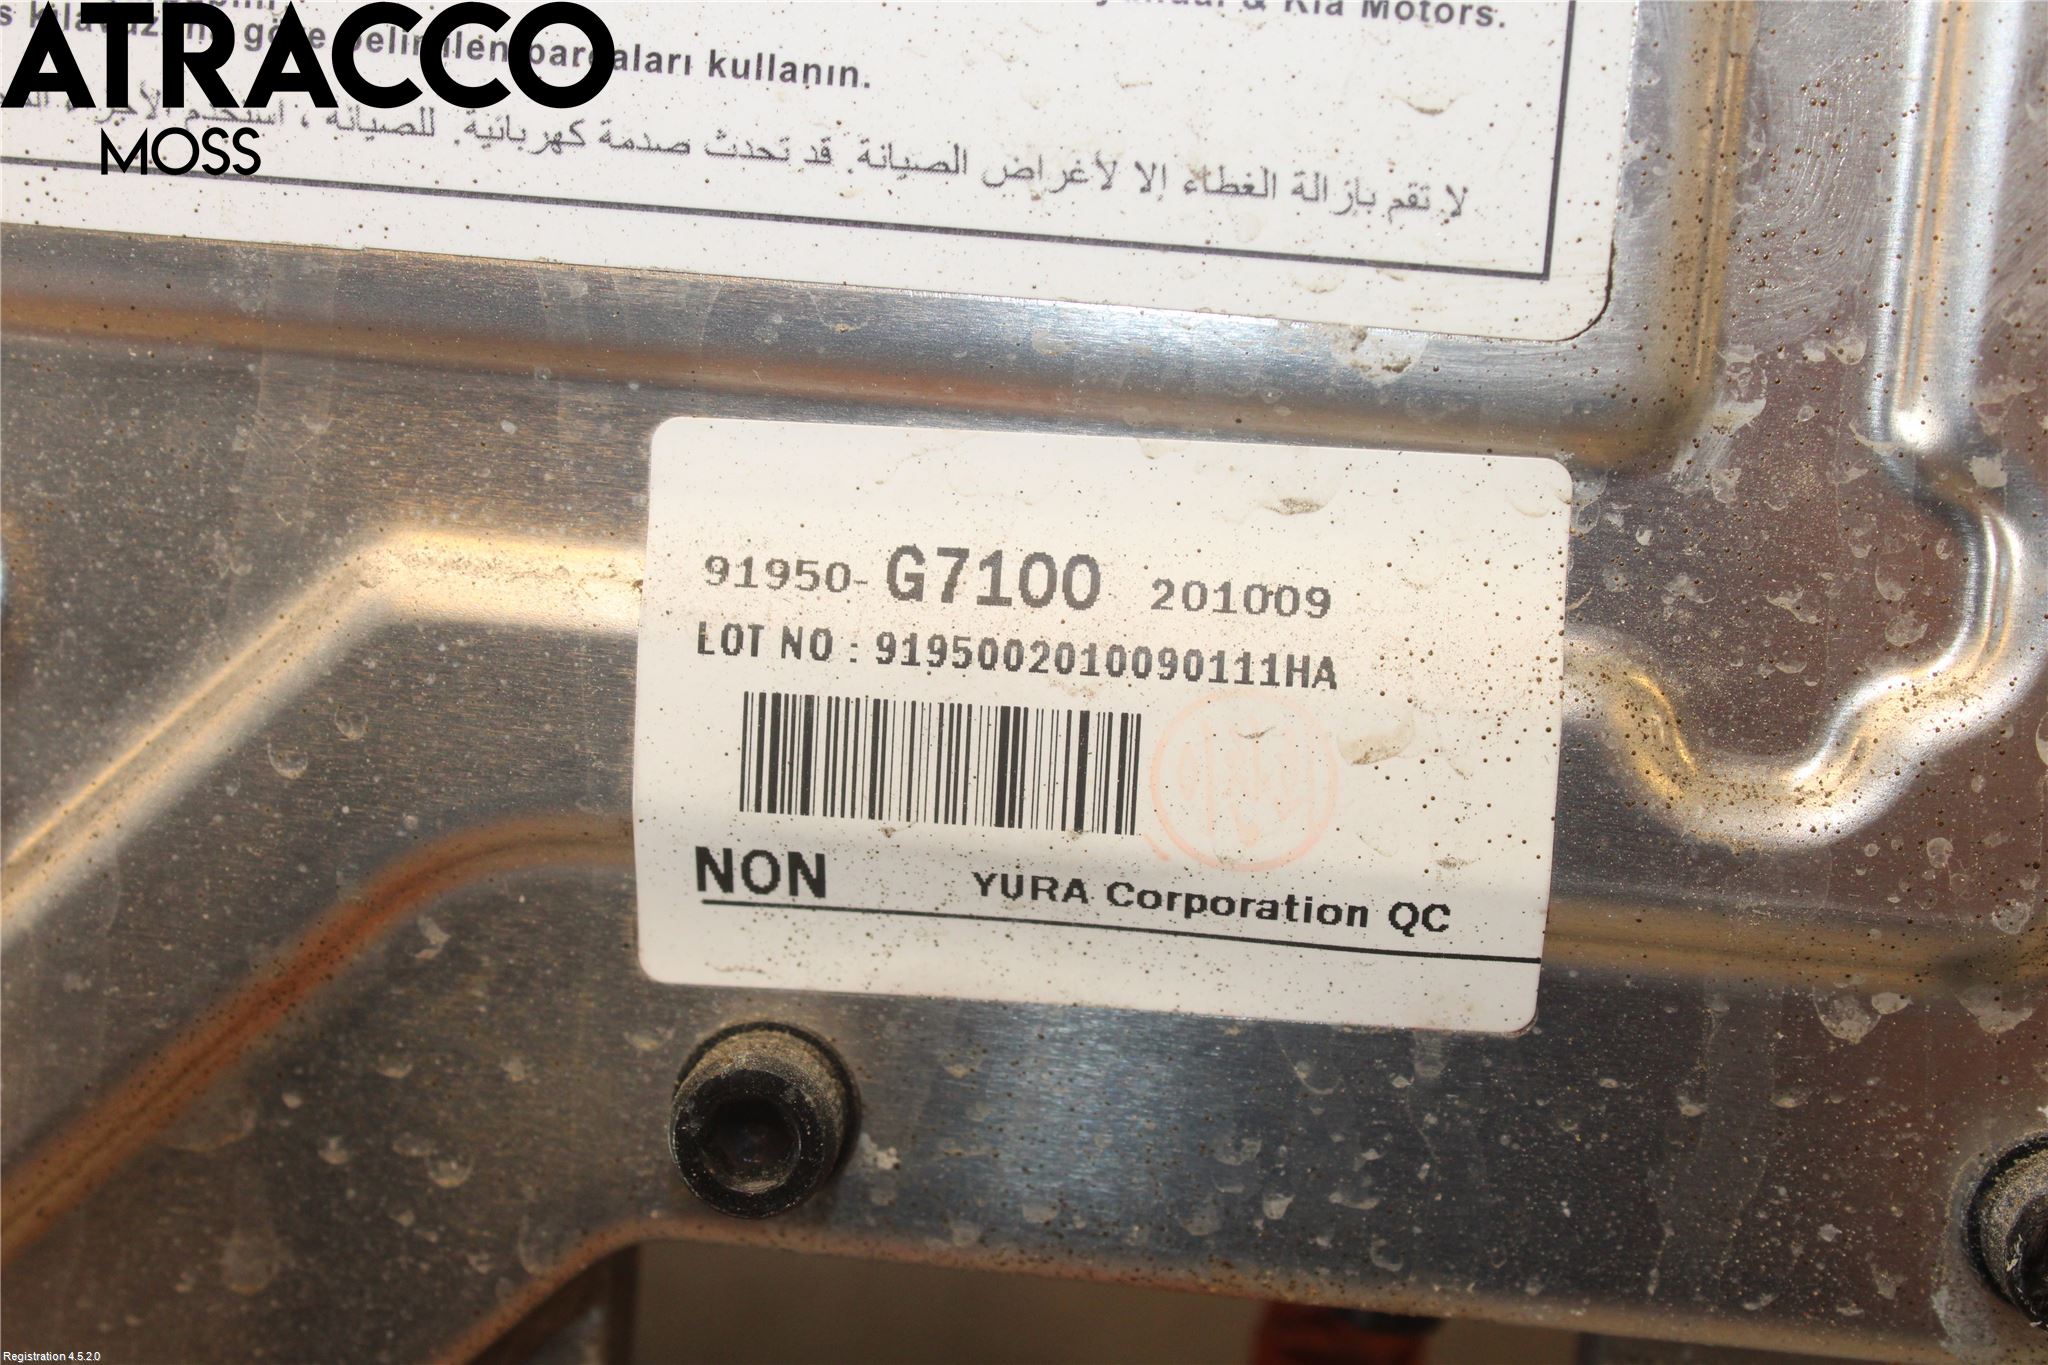 ATRACCO
MOSS
& Kia Motors.
kullanın.
لا تقم بإزالة الغطاء إلا لأغراض الصيانة. قد تحدث صدمة كهربائية. للصيانة ، استخدم
91950- G7100 201009
LOT NO : 9195002010090111HA
NON YURA Corporation QC
Registration 4.5.2.0